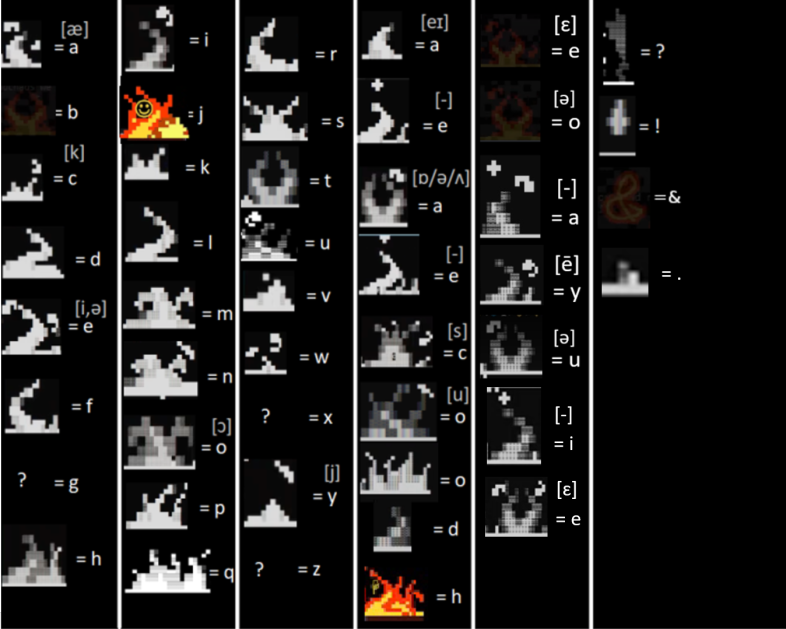 [æ]
= a
= b
[k]
= c
= d
[i,ə]
= e
= f
? = g
= h
= i
= j
= k
= l
= m
= n
[ɔ]
= o
= p
= q
= r
= s
= t
= u
= v
= w
? = x
[j]
= y
? = z
[eɪ]
= a
[-]
= e
[ɒ/ə/ʌ]
= a
[-]
= e
[s]
= c
[u]
= o
= o
= d
= h
[ɛ]
= e
[ə]
= o
[-]
= a
[ē]
= y
[ə]
= u
[-]
= i
[ɛ]
= e
= ?
= !
=&
= .